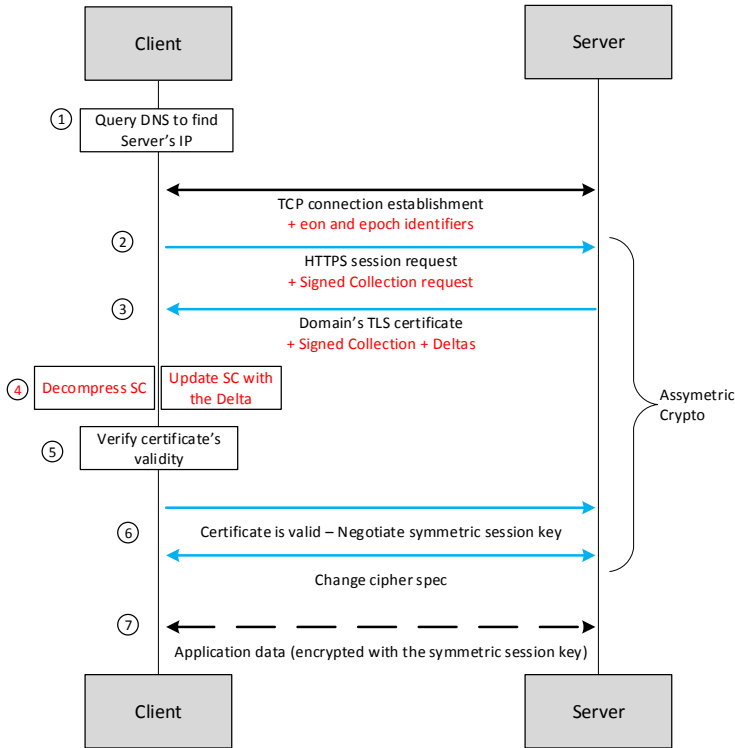 Client
Server
1
Query DNS to find
Server's IP
TCP connection establishment
+ eon and epoch identifiers
2
HTTPS session request
+ Signed Collection request
3
Domain's TLS certificate
+ Signed Collection + Deltas
4
Decompress SC
Update SC with
the Delta
Assymetric
Crypto
5
Verify certificate's
validity
6
Certificate is valid – Negotiate symmetric session key
Change cipher spec
7
Application data (encrypted with the symmetric session key)
Client
Server